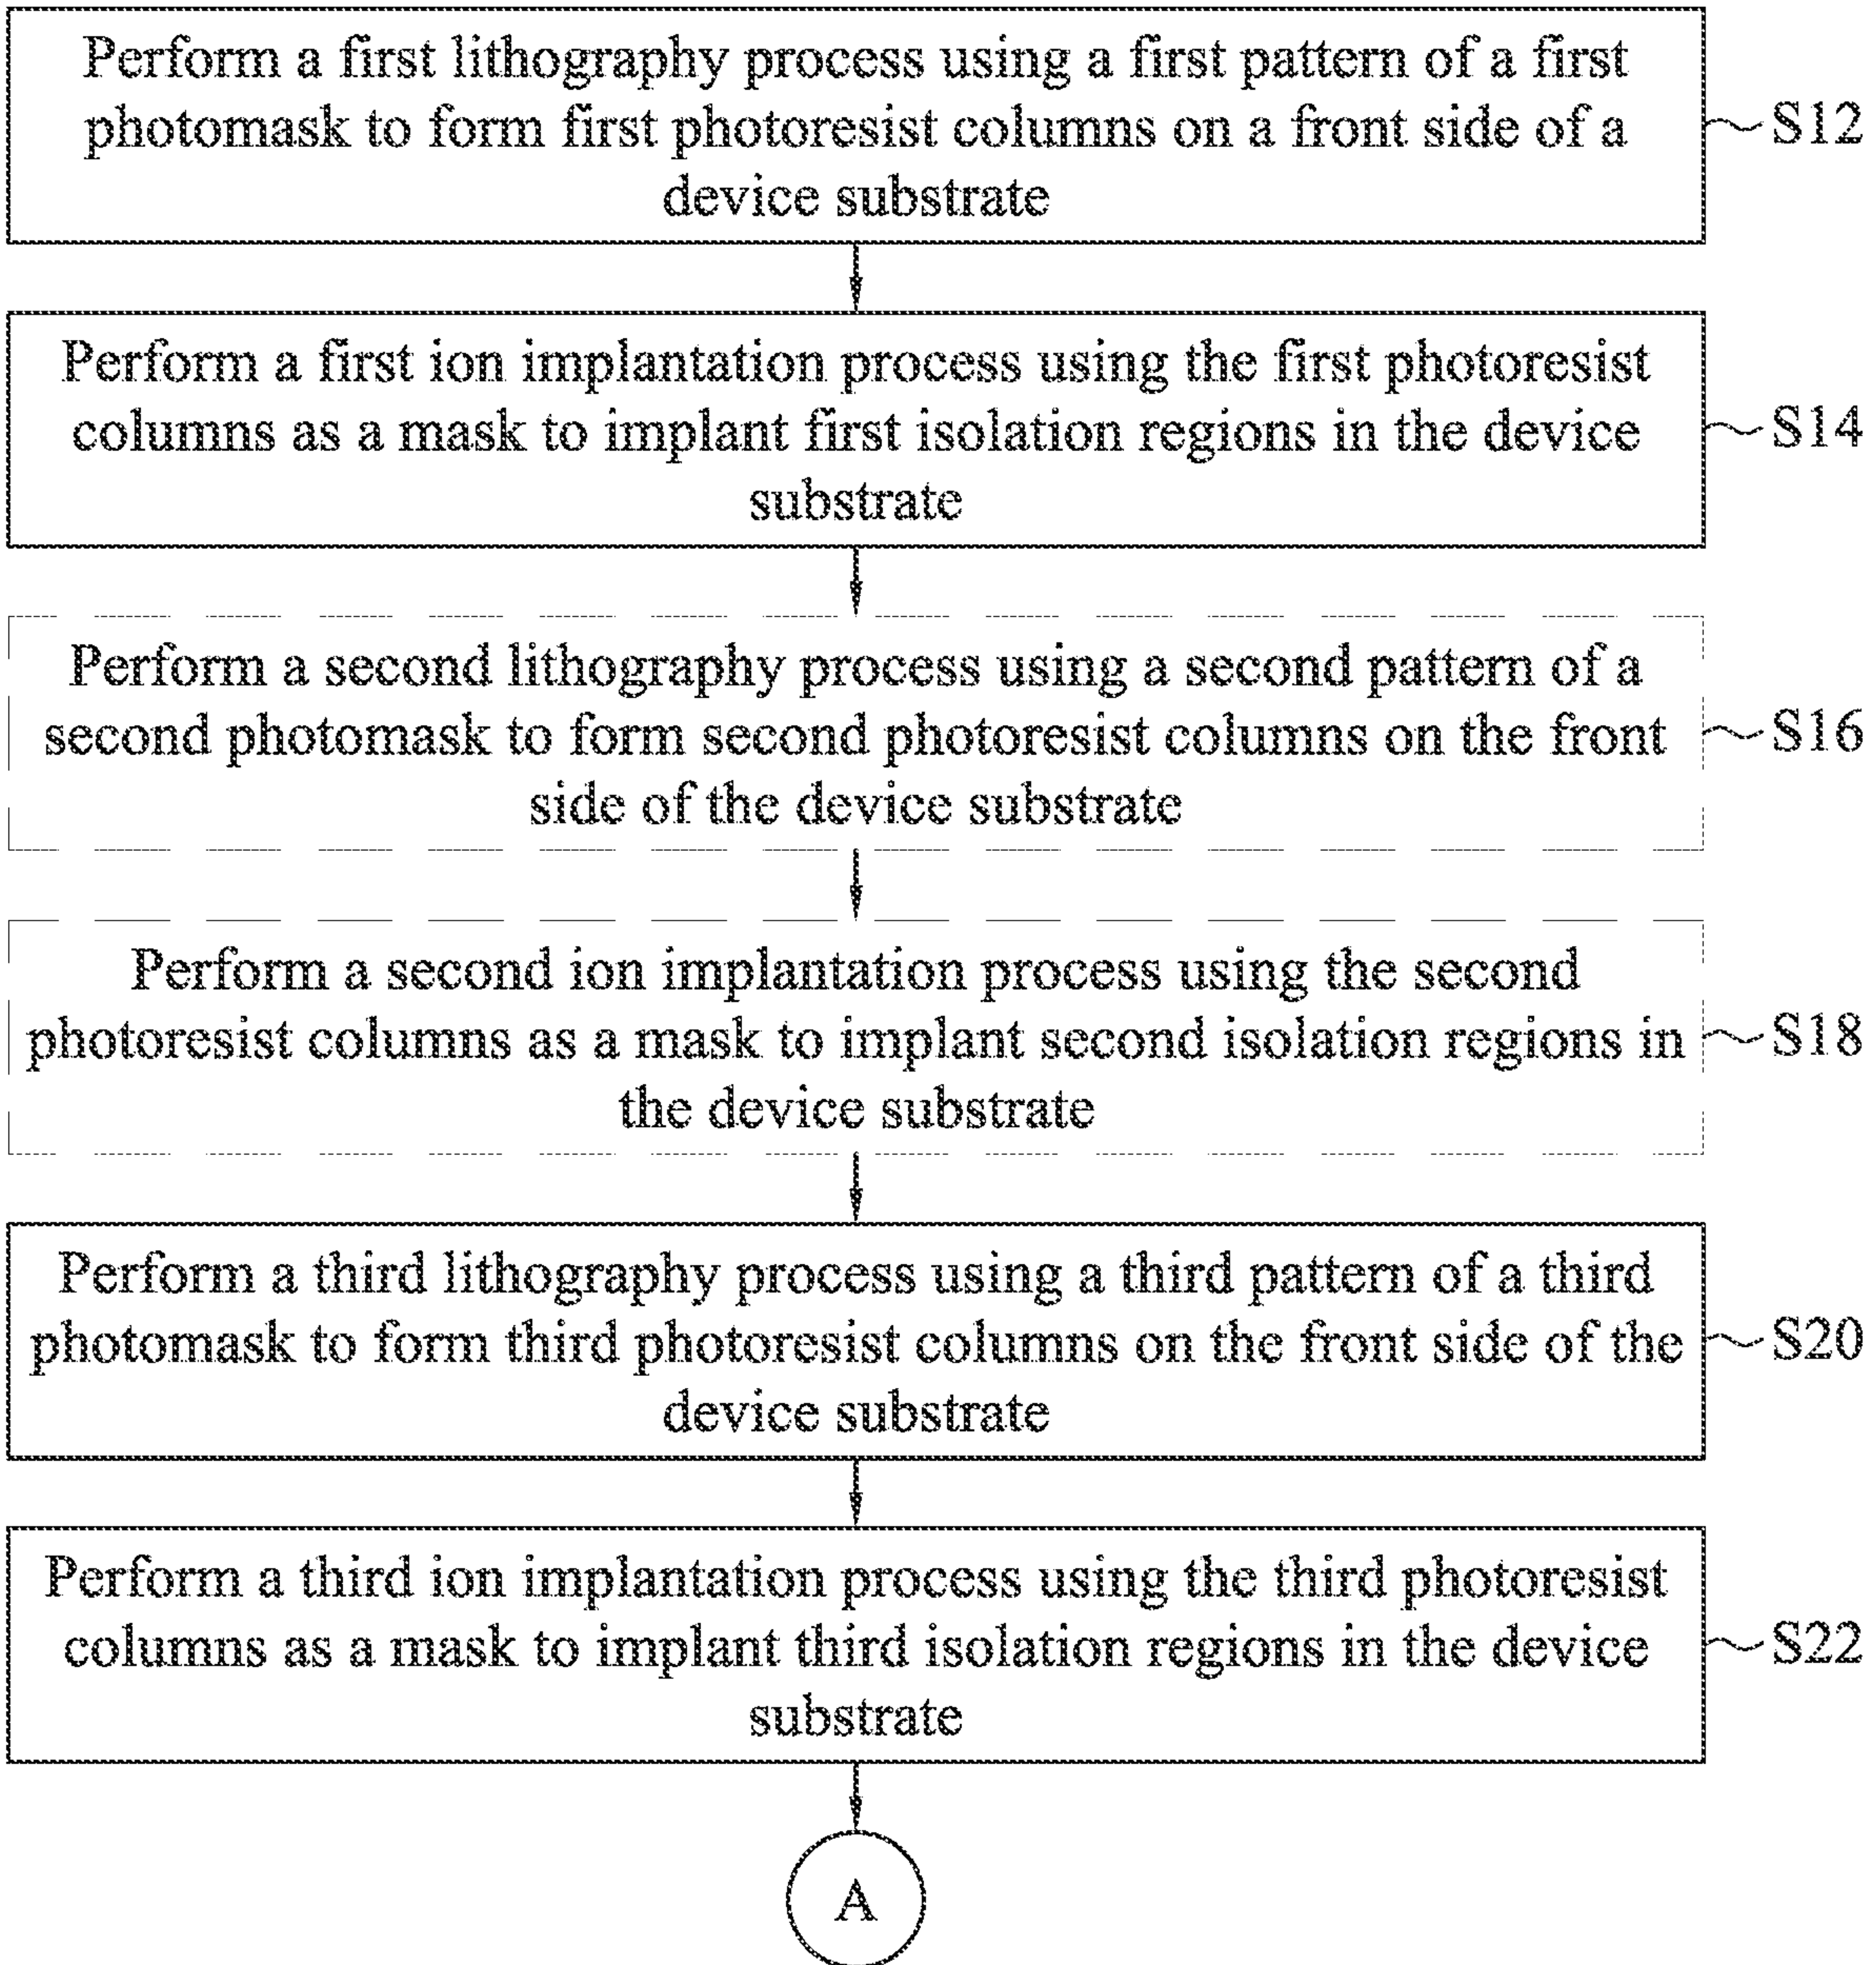 Perform a first lithography process using a first pattern of a first
photomask to form first photoresist columns on a front side of a
device substrate
S12
Perform a first ion implantation process using the first photoresist
columns as a mask to implant first isolation regions in the device
substrate
S14
Perform a second lithography process using a second pattern of a
second photomask to form second photoresist columns on the front
side of the device substrate
S16
Perform a second ion implantation process using the second
photoresist columns as a mask to implant second isolation regions in
the device substrate
S18
Perform a third lithography process using a third pattern of a third
photomask to form third photoresist columns on the front side of the
device substrate
S20
Perform a third ion implantation process using the third photoresist
columns as a mask to implant third isolation regions in the device
substrate
S22
A